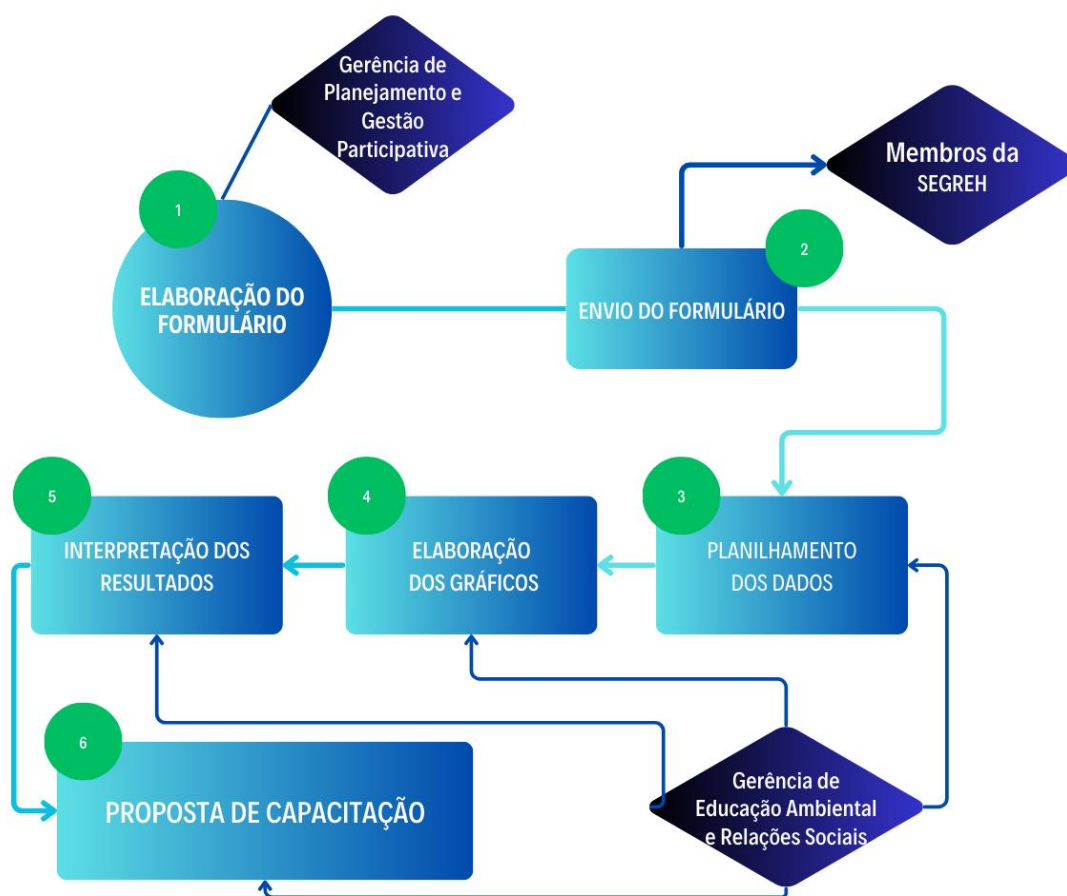 Gerência de
Planejamento e
Gestão
Participativa
Membros da
SEGREH
1
ELABORAÇÃO DO
FORMULÁRIO
2
ENVIO DO FORMULÁRIO
5
INTERPRETAÇÃO DOS
RESULTADOS
4
ELABORAÇÃO
DOS GRÁFICOS
3
PLANILHAMENTO
DOS DADOS
6
PROPOSTA DE CAPACITAÇÃO
Gerência de
Educação Ambiental
e Relações Sociais